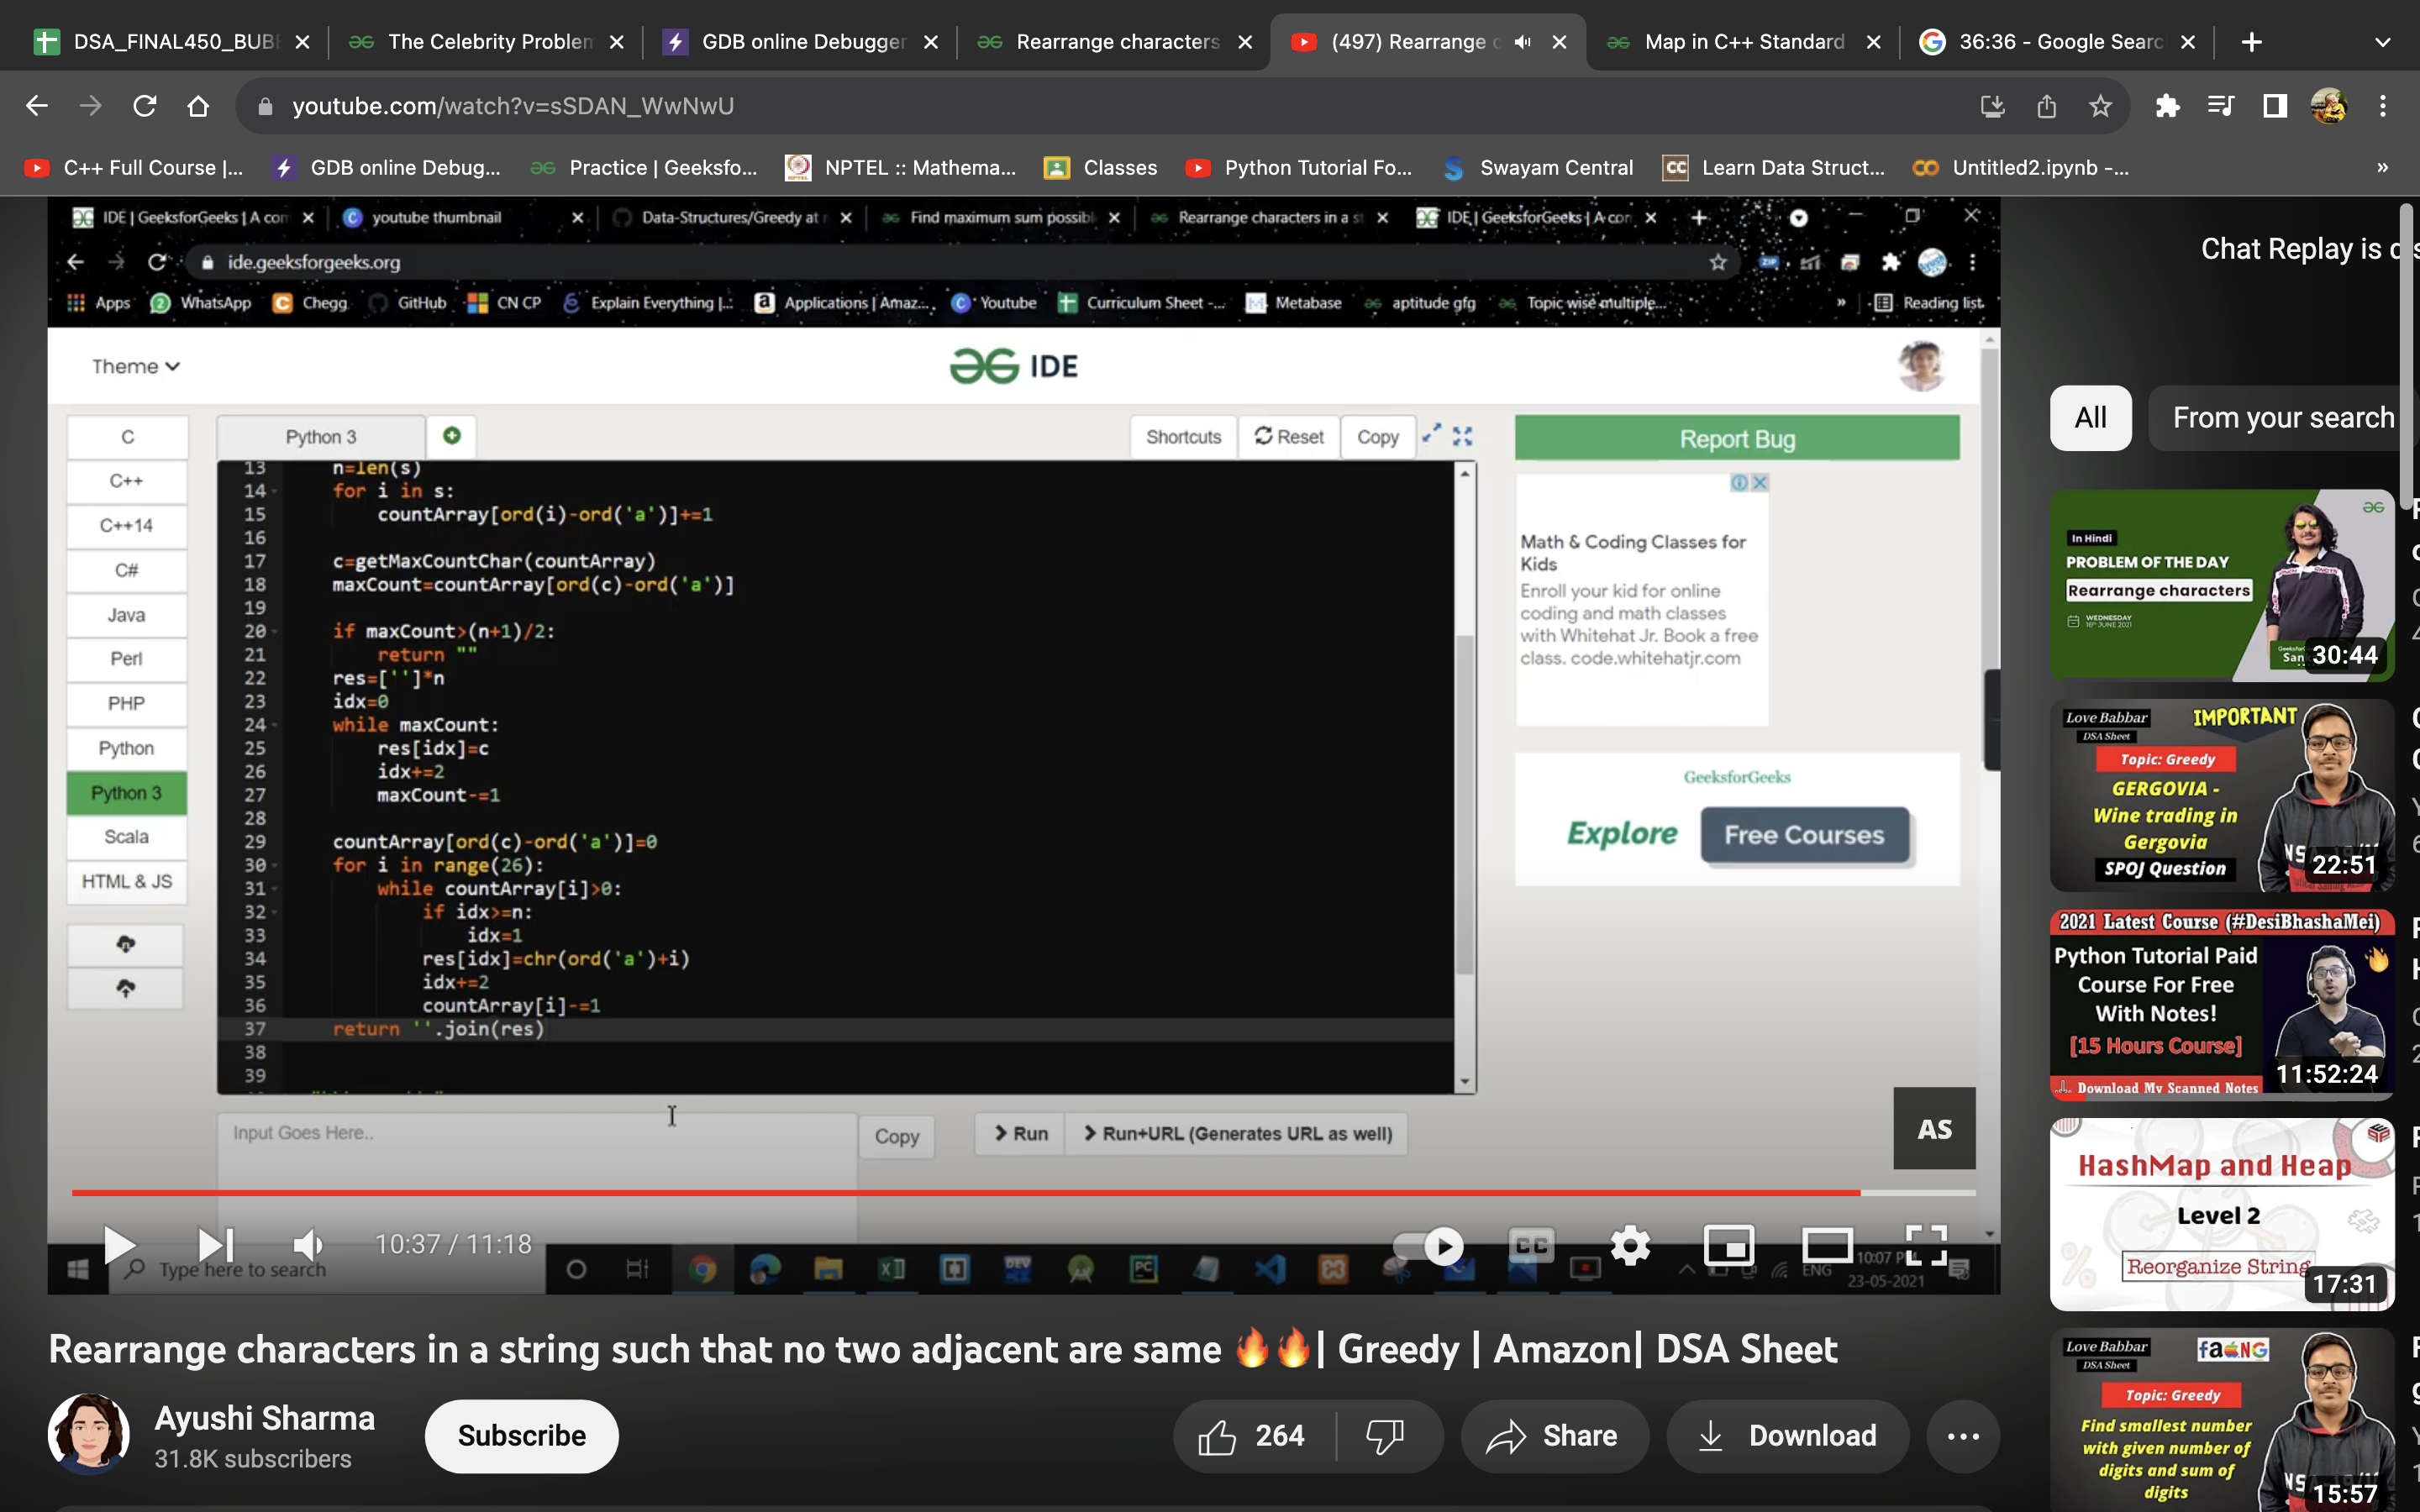 DSA_FINAL450_BUB
The Celebrity Problem
GDB online Debugger
Rearrange characters
(497) Rearrange c
Map in C++ Standard
36:36 - Google Searc
youtube.com/watch?v=sSDAN_WwNwU
C++ Full Course |...
GDB online Debug...
Practice | Geeksfo...
NPTEL :: Mathema...
Classes
Python Tutorial Fo...
Swayam Central
CC
Learn Data Struct...
Untitled2.ipynb -...
»
IDE | GeeksforGeeks | A com
youtube thumbnail
Data-Structures/Greedy at
Find maximum sum possibl
Rearrange characters in a st
IDE | GeeksforGeeks | A con
ide.geeksforgeeks.org
Apps
WhatsApp
Chegg
GitHub
CN CP
Explain Everything |...
Applications | Amaz...
Youtube
Curriculum Sheet -...
Metabase
aptitude gfg
Topic wise multiple...
»
Reading list
Theme
IDE
C
C++
C++14
C#
Java
Perl
PHP
Python
Python 3
Scala
HTML & JS
Python 3
Shortcuts
Reset
Copy
13 n=len(s)
14 for i in s:
15 countArray[ord(i)-ord('a')]+=1
16
17 c=getMaxCountChar(countArray)
18 maxCount=countArray[ord(c)-ord('a')]
19
20 if maxCount>(n+1)/2:
21 return ""
22 res=['']*n
23 idx=0
24 while maxCount:
25 res[idx]=c
26 idx+=2
27 maxCount-=1
28
29 countArray[ord(c)-ord('a')]=0
30 for i in range(26):
31 while countArray[i]>0:
32 if idx>=n:
33 idx=1
34 res[idx]=chr(ord('a')+i)
35 idx+=2
36 countArray[i]-=1
37 return ''.join(res)
38
39
Report Bug
Math & Coding Classes for
Kids
Enroll your kid for online
coding and math classes
with Whitehat Jr. Book a free
class. code.whitehatjr.com
GeeksforGeeks
Explore
Free Courses
Input Goes Here..
Copy
Run
Run+URL (Generates URL as well)
AS
10:37 / 11:18
CC
Type here to search
DEV
PC
ENG
10:07 P
23-05-2021
Rearrange characters in a string such that no two adjacent are same 🔥🔥| Greedy | Amazon| DSA Sheet
Ayushi Sharma
31.8K subscribers
Subscribe
264
Share
Download
Chat Replay is dis
All
From your search
In Hindi
PROBLEM OF THE DAY
Rearrange characters
WEDNESDAY
16th JUNE 2021
San
30:44
Love Babbar
DSA Sheet
IMPORTANT
Topic: Greedy
GERGOVIA -
Wine trading in
Gergovia
SPOJ Question
22:51
2021 Latest Course (#DesiBhashaMei)
Python Tutorial Paid
Course For Free
With Notes!
[15 Hours Course]
Download My Scanned Notes
11:52:24
HashMap and Heap
Level 2
Reorganize String
17:31
Love Babbar
DSA Sheet
Topic: Greedy
Find smallest number
with given number of
digits and sum of
digits
15:57